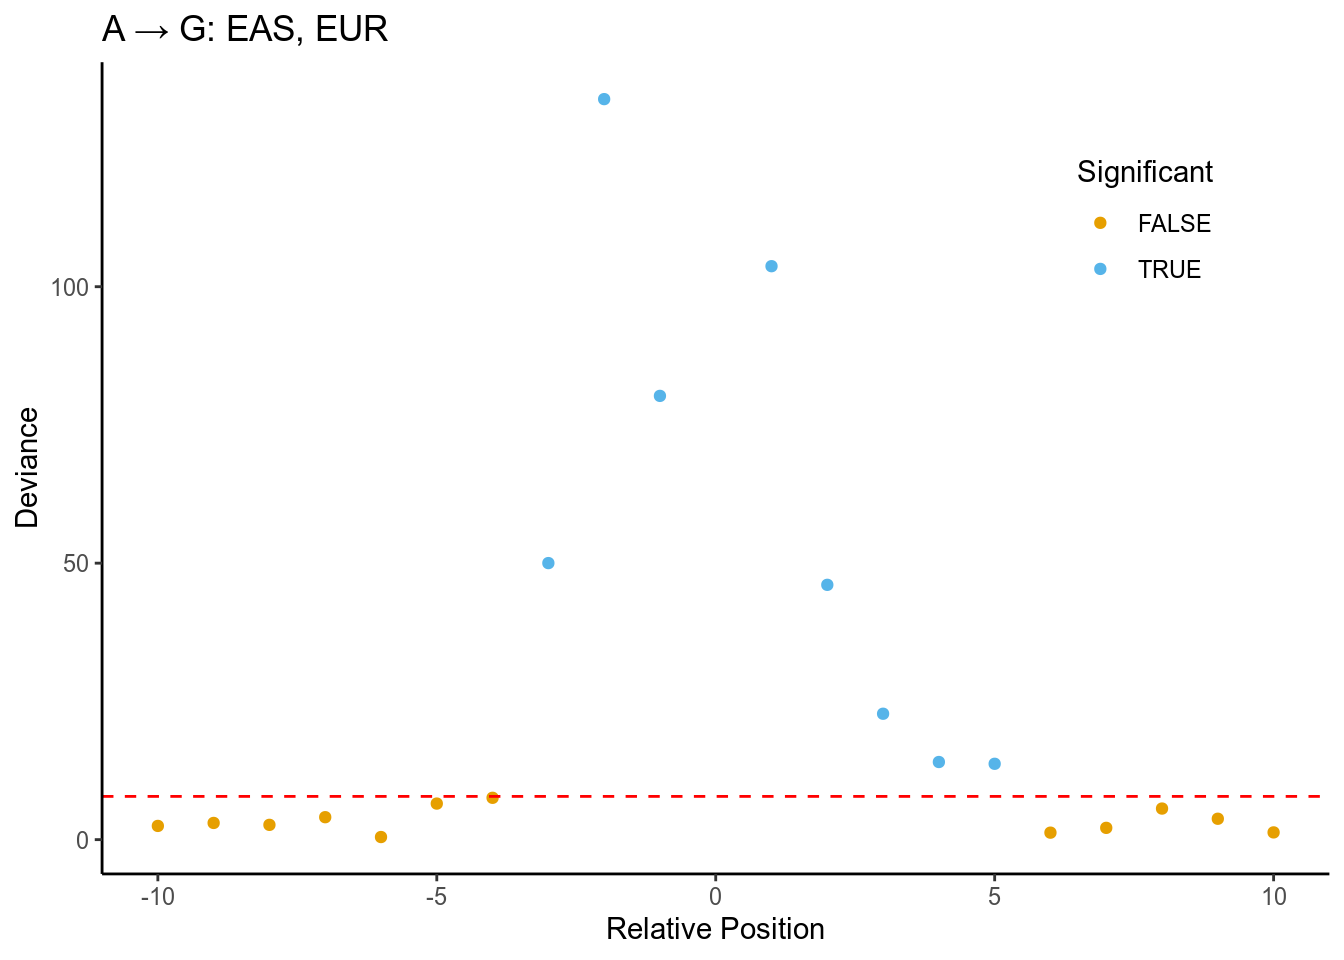 A → G: EAS, EUR
Significant
FALSE
TRUE
Deviance
100
50
0
-10 -5 0 5 10
Relative Position